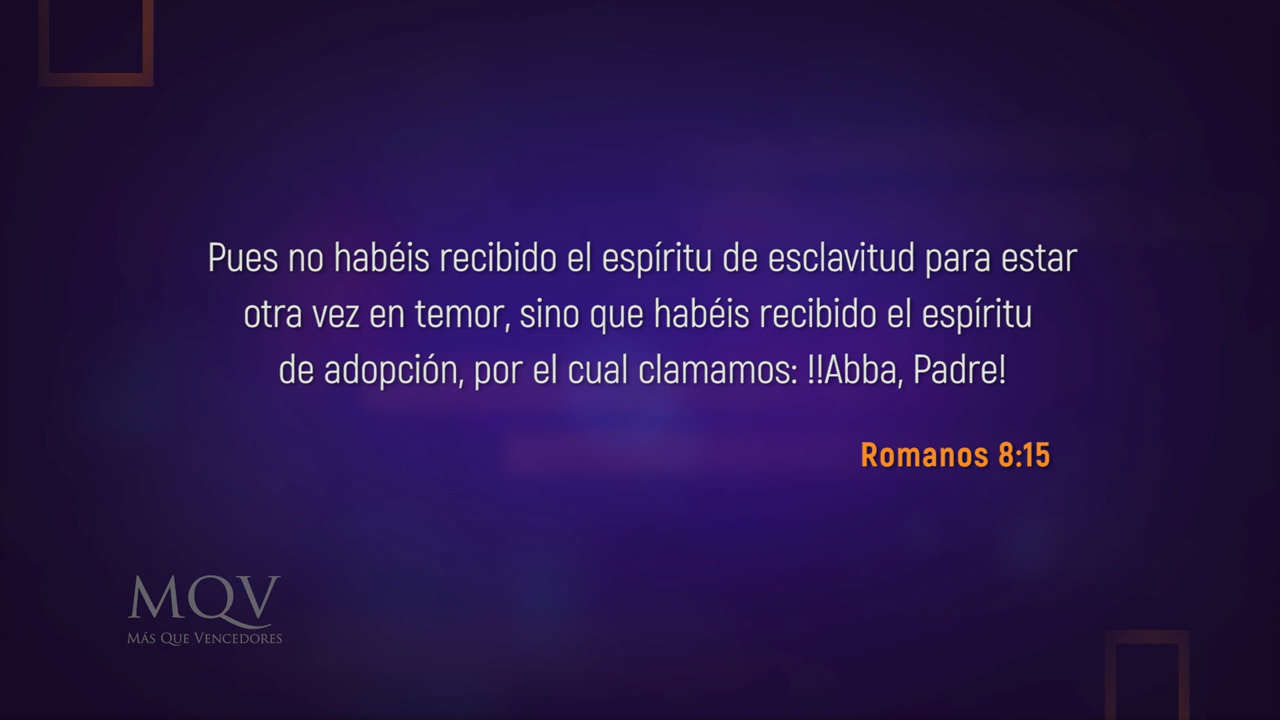 Pues no habéis recibido el espíritu de esclavitud para estar
otra vez en temor, sino que habéis recibido el espíritu
de adopción, por el cual clamamos: !!Abba, Padre!
Romanos 8:15
MQV
MÁS QUE VENCEDORES